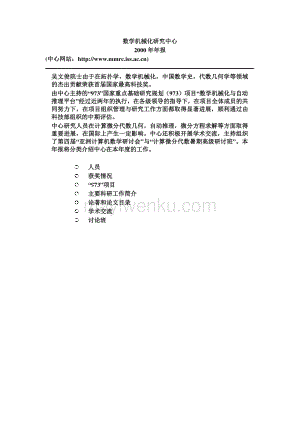 数学机械化研究中心
2000 年年报
(中心网站: http://www.mmrc.iss.ac.cn)
吴文俊院士由于在拓扑学，数学机械化，中国数学史，代数几何学等领域
的杰出贡献荣获首届国家最高科技奖。
由中心主持的“973”国家重点基础研究规划（973）项目“数学机械化与自动
推理平台”经过近两年的执行，在各级领导的指导下，在项目全体成员的共
同努力下，在项目组织管理与研究工作方面都取得显著进展，顺利通过由
科技部组织的中期评估。
中心研究人员在计算微分代数几何，自动推理，微分方程求解等方面取得
重要进展，在国际上产生一定影响。中心还积极开展学术交流，主持组织
了第四届“亚洲计算机数学研讨会”与“计算微分代数暑期高级研讨班”。本
年报将分类介绍中心在本年度的工作。
○ 人员
○ 获奖情况
○ “973”项目
○ 主要科研工作简介
○ 论著和论文目录
○ 学术交流
○ 讨论班